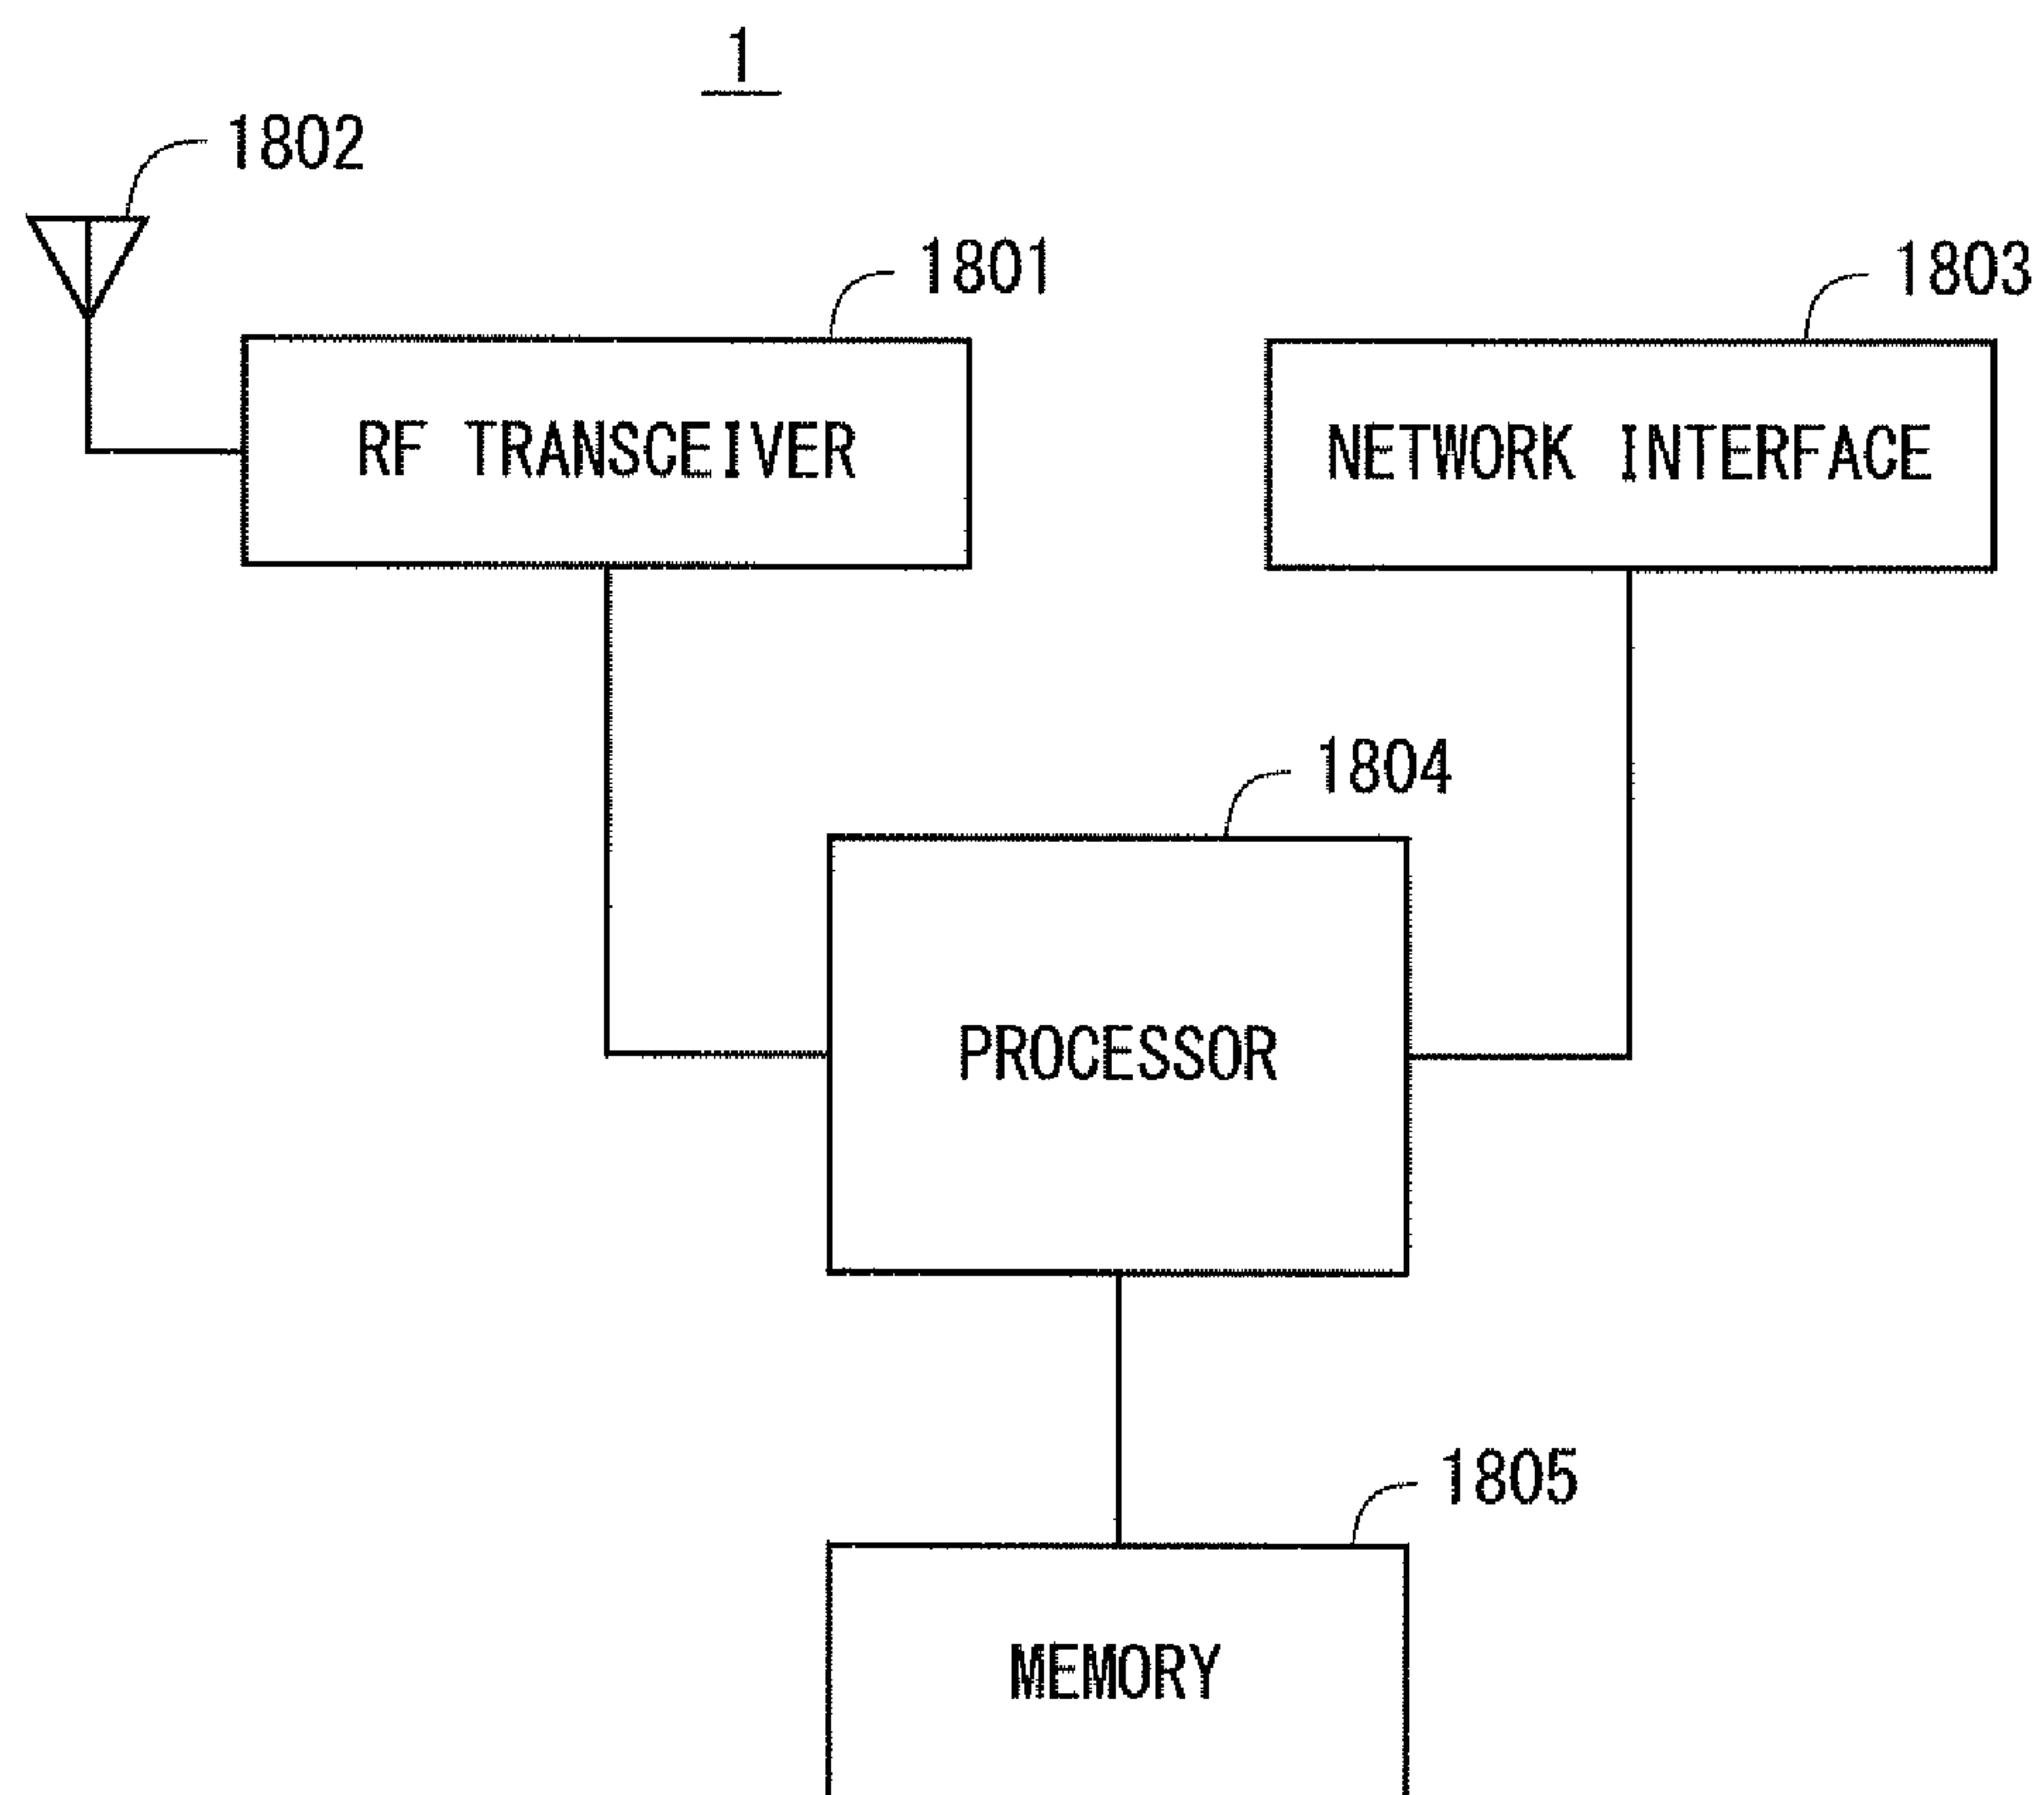 1
1802
1801
1803
RF TRANSCEIVER
NETWORK INTERFACE
1804
PROCESSOR
1805
MEMORY